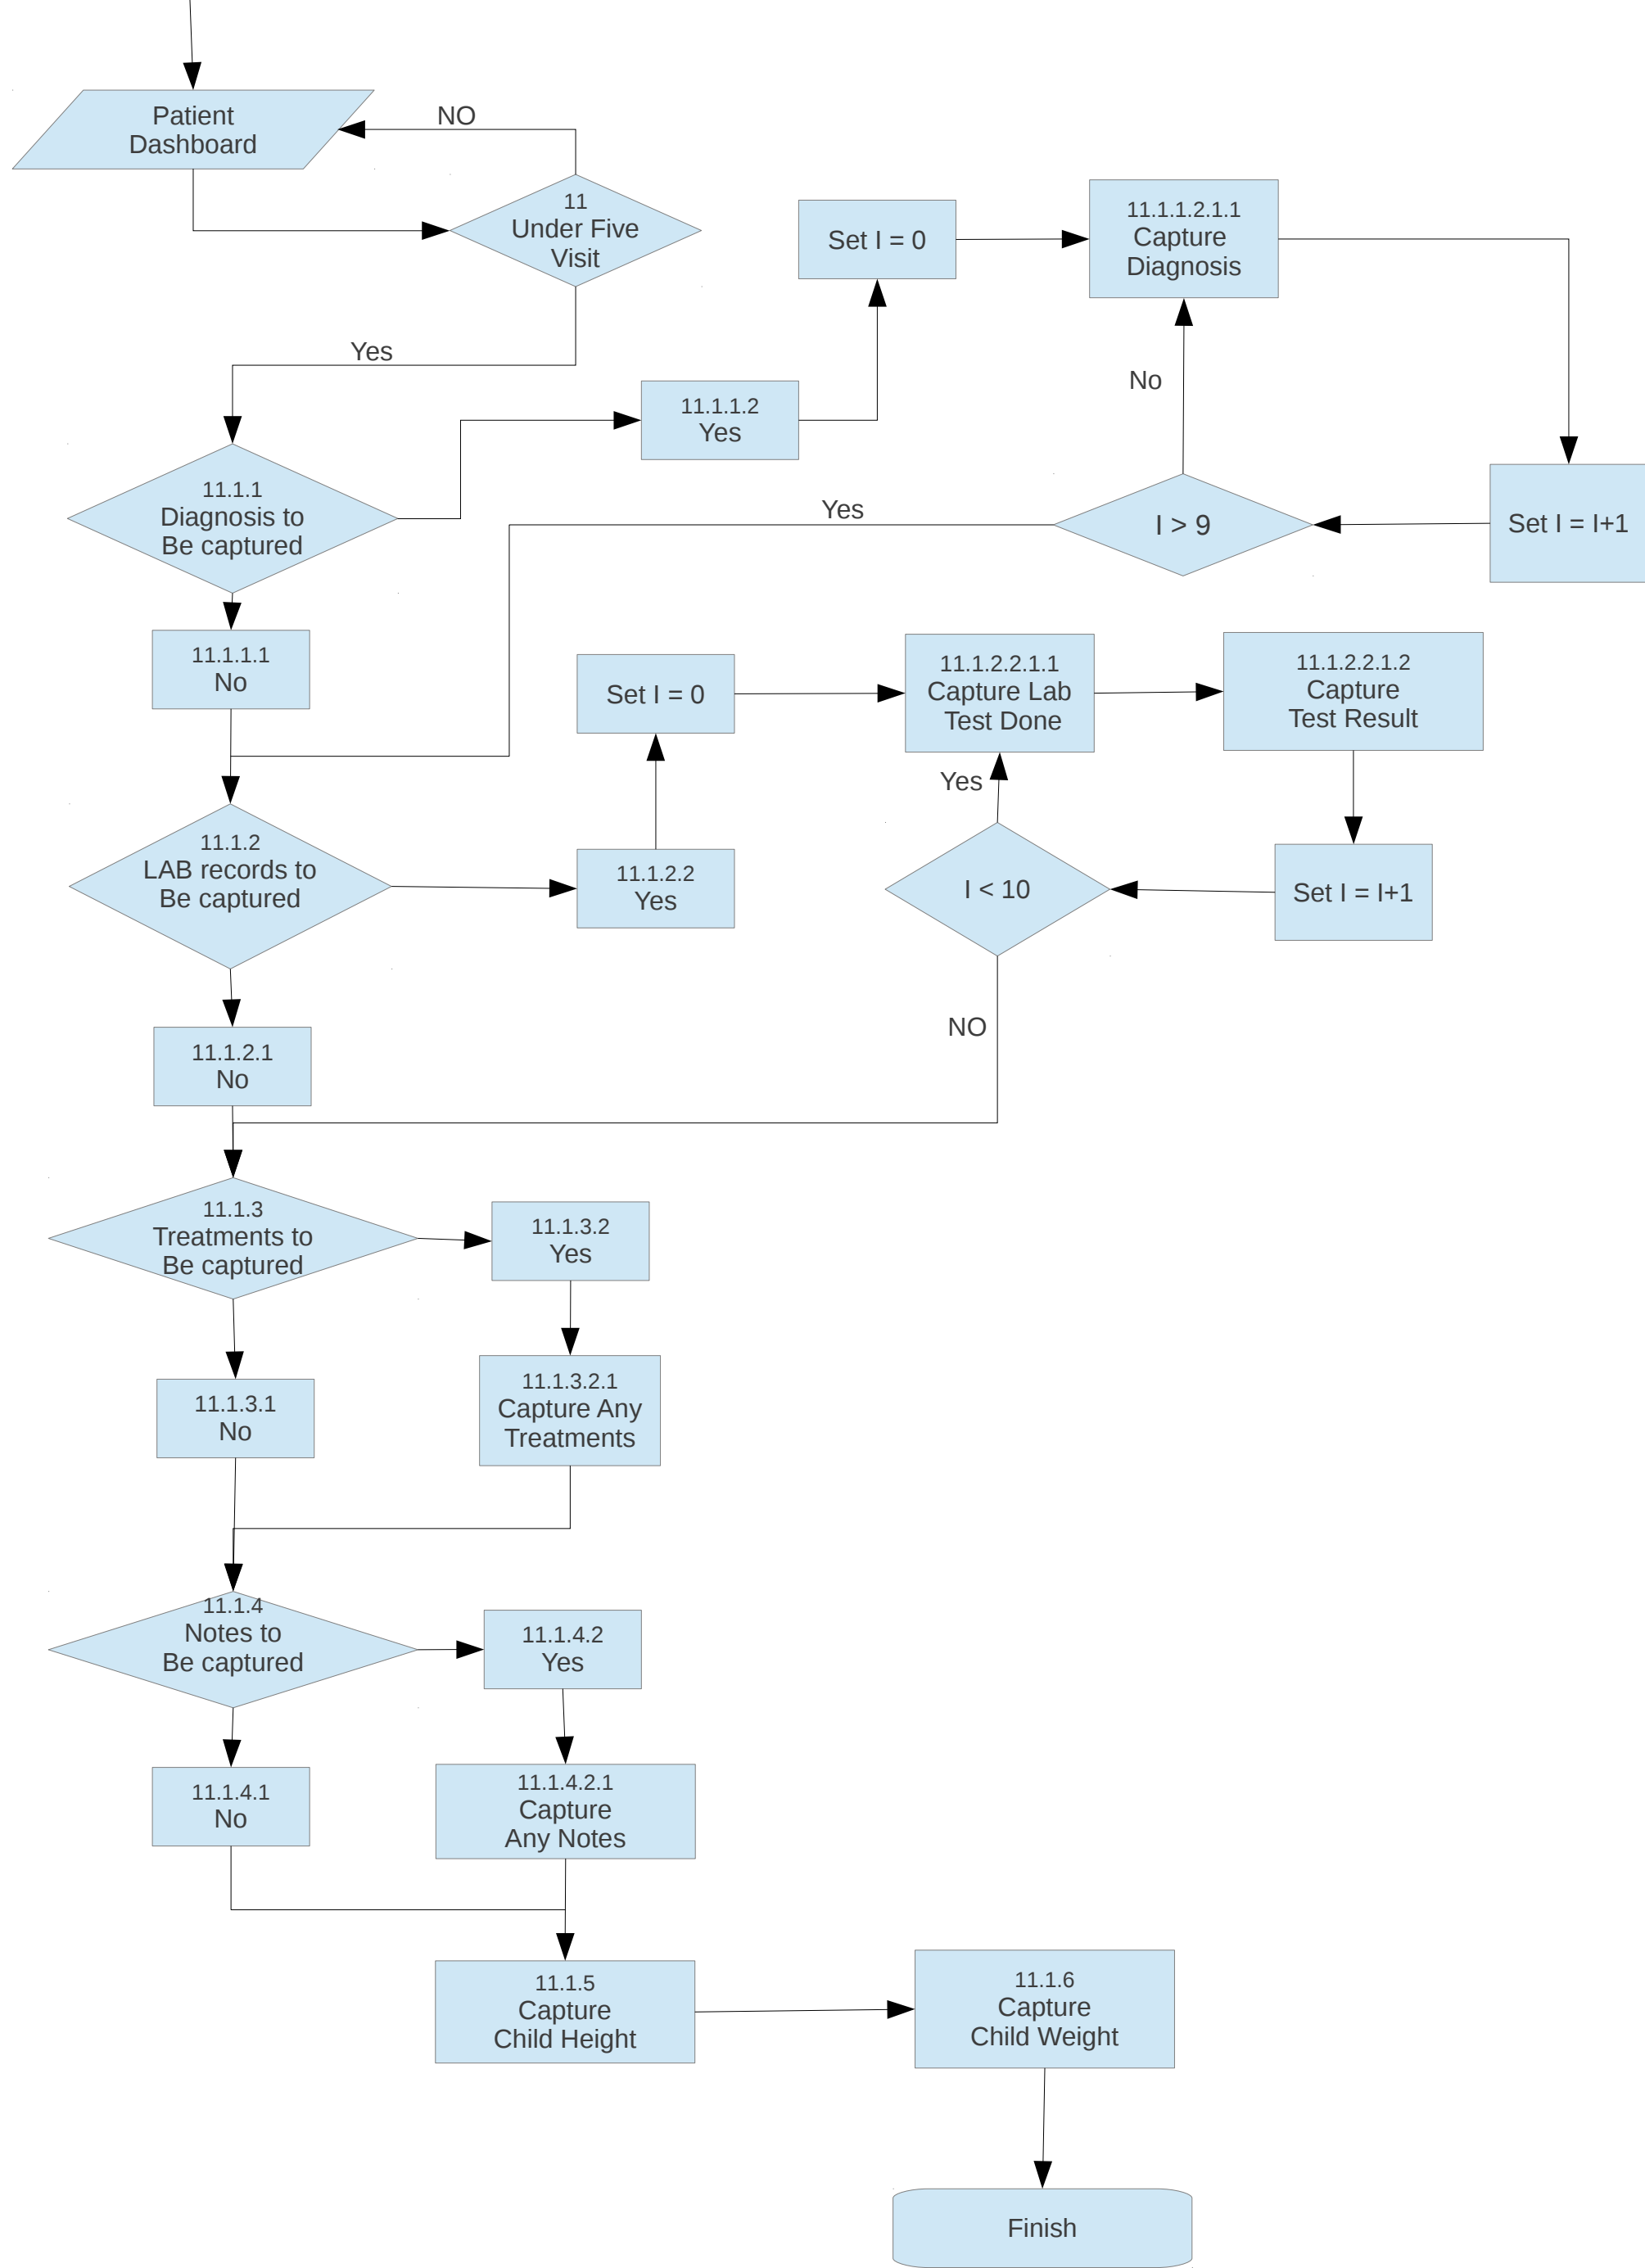 Patient
Dashboard
NO
11
Under Five
Visit
Yes
Set I = 0
11.1.1.2.1.1
Capture
Diagnosis
11.1.1.2
Yes
No
11.1.1
Diagnosis to
Be captured
Yes
I > 9
Set I = I+1
11.1.1.1
No
Set I = 0
11.1.2.2.1.1
Capture Lab
Test Done
11.1.2.2.1.2
Capture
Test Result
Yes
11.1.2
LAB records to
Be captured
11.1.2.2
Yes
I < 10
Set I = I+1
NO
11.1.2.1
No
11.1.3
Treatments to
Be captured
11.1.3.2
Yes
11.1.3.1
No
11.1.3.2.1
Capture Any
Treatments
11.1.4
Notes to
Be captured
11.1.4.2
Yes
11.1.4.1
No
11.1.4.2.1
Capture
Any Notes
11.1.5
Capture
Child Height
11.1.6
Capture
Child Weight
Finish